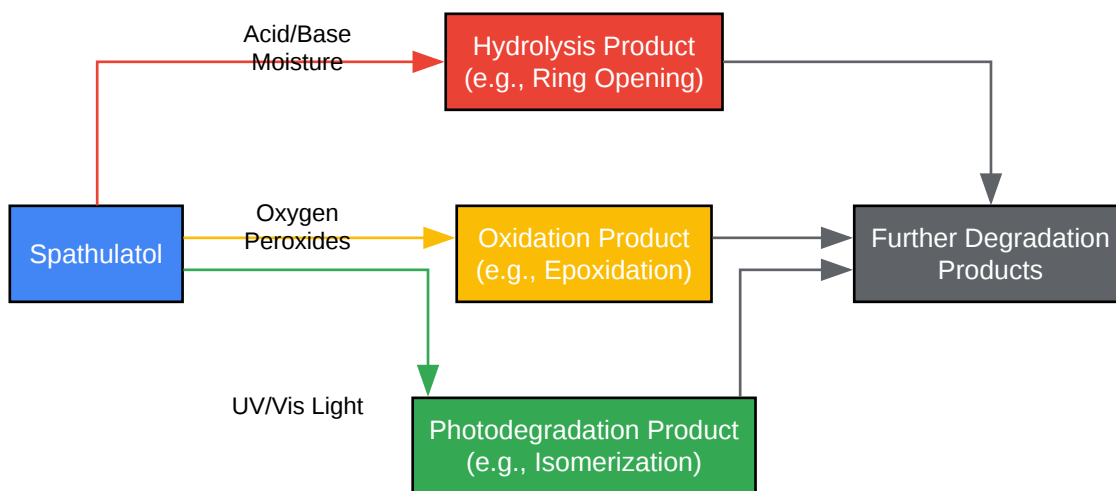 Acid/Base
Moisture
Hydrolysis Product
(e.g., Ring Opening)
Spathulatol
Oxygen
Peroxides
Oxidation Product
(e.g., Epoxidation)
Further Degradation
Products
UV/Vis Light
Photodegradation Product
(e.g., Isomerization)